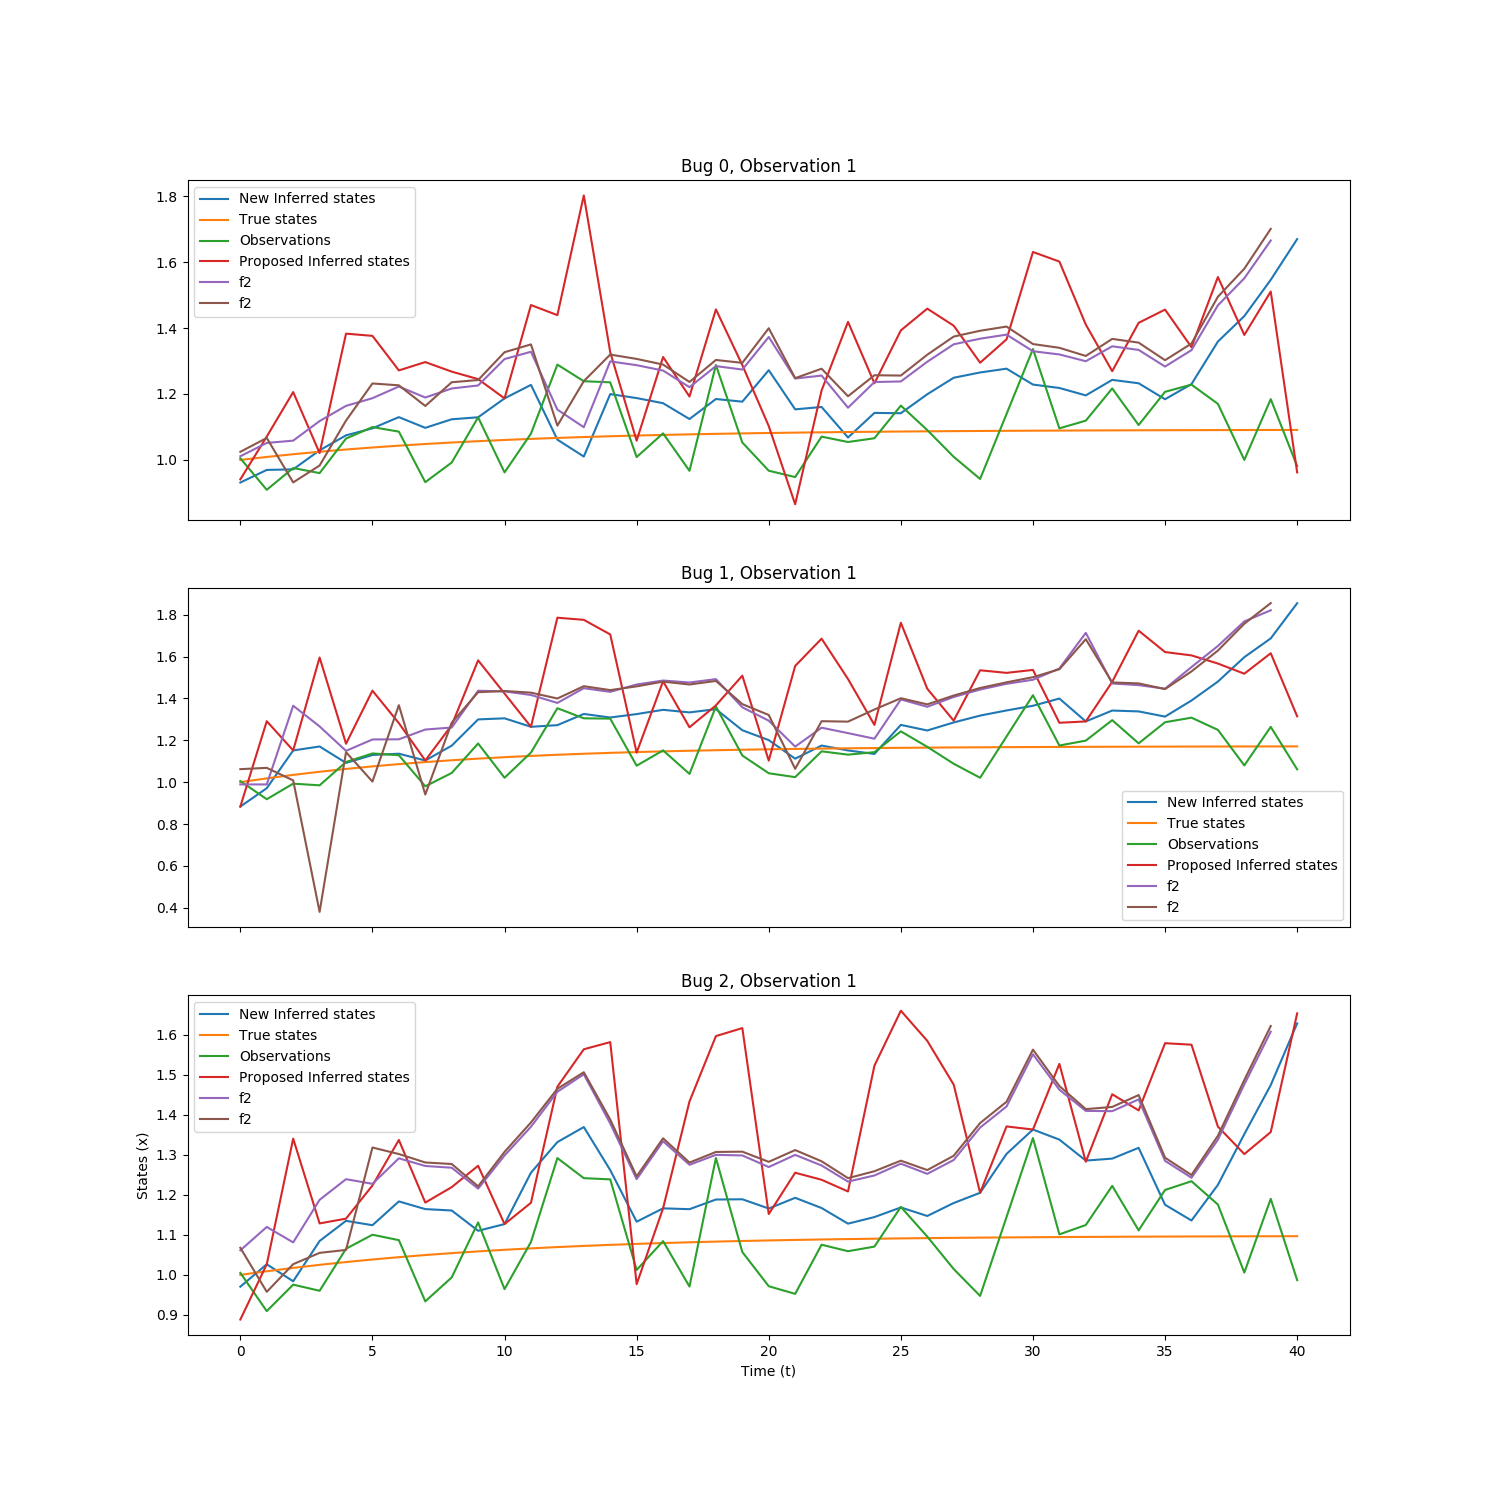 Bug 0, Observation 1
1.8
1.6
1.4
1.2
1.0
New Inferred states
True states
Observations
Proposed Inferred states
f2
f2
Bug 1, Observation 1
1.8
1.6
1.4
1.2
1.0
0.8
0.6
0.4
New Inferred states
True states
Observations
Proposed Inferred states
f2
f2
Bug 2, Observation 1
States (x)
1.6
1.5
1.4
1.3
1.2
1.1
1.0
0.9
New Inferred states
True states
Observations
Proposed Inferred states
f2
f2
0 5 10 15 20 25 30 35 40
Time (t)